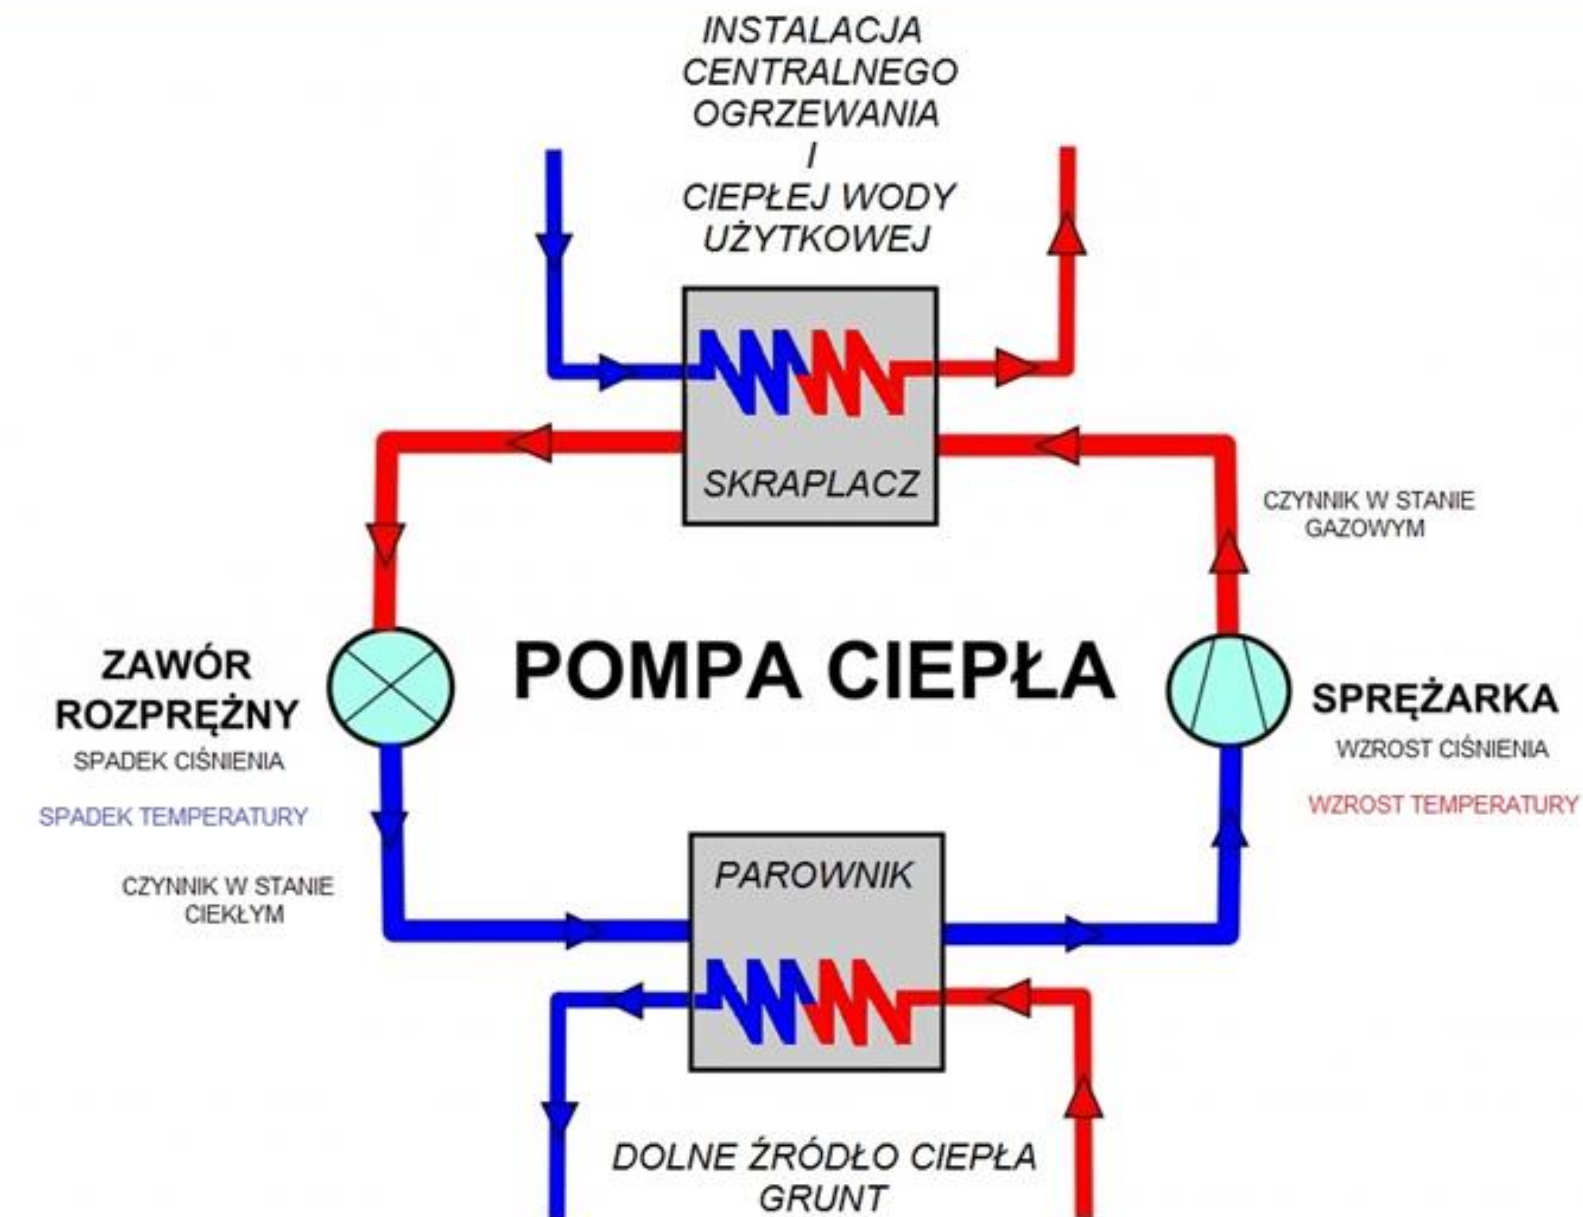 INSTALACJA
CENTRALNEGO
OGRZEWANIA
I
CIEPŁEJ WODY
UŻYTKOWEJ
SKRAPLACZ
CZYNNIK W STANIE
GAZOWYM
ZAWÓR
ROZPRĘŻNY
SPADEK CIŚNIENIA
SPADEK TEMPERATURY
CZYNNIK W STANIE
CIEKŁYM
POMPA CIEPŁA
SPRĘŻARKA
WZROST CIŚNIENIA
WZROST TEMPERATURY
PAROWNIK
DOLNE ŹRÓDŁO CIEPŁA
GRUNT